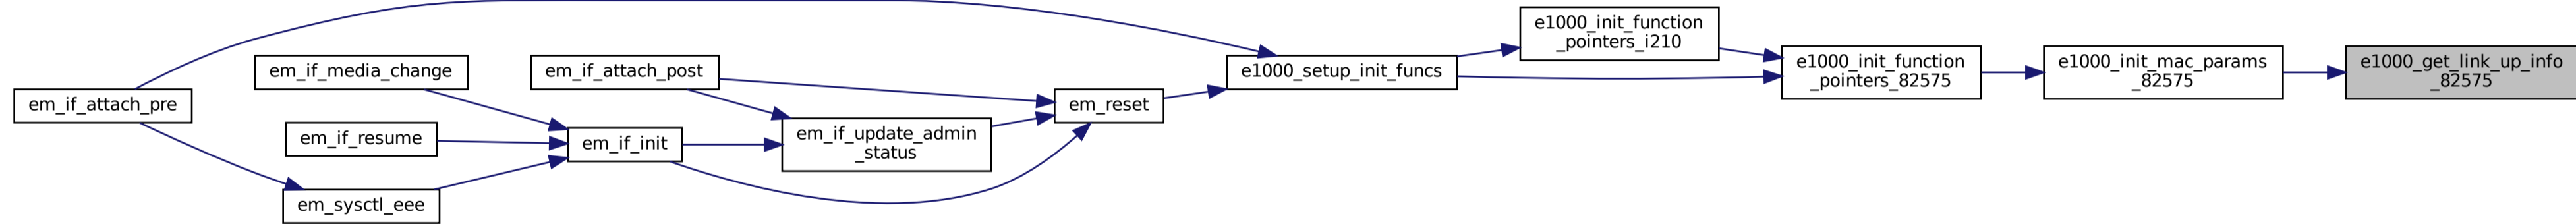 em_if_attach_pre
em_if_media_change
em_if_resume
em_sysctl_eee
em_if_attach_post
em_if_init
em_if_update_admin
_status
em_reset
e1000_setup_init_funcs
e1000_init_function
_pointers_i210
e1000_init_function
_pointers_82575
e1000_init_mac_params
_82575
e1000_get_link_up_info
_82575